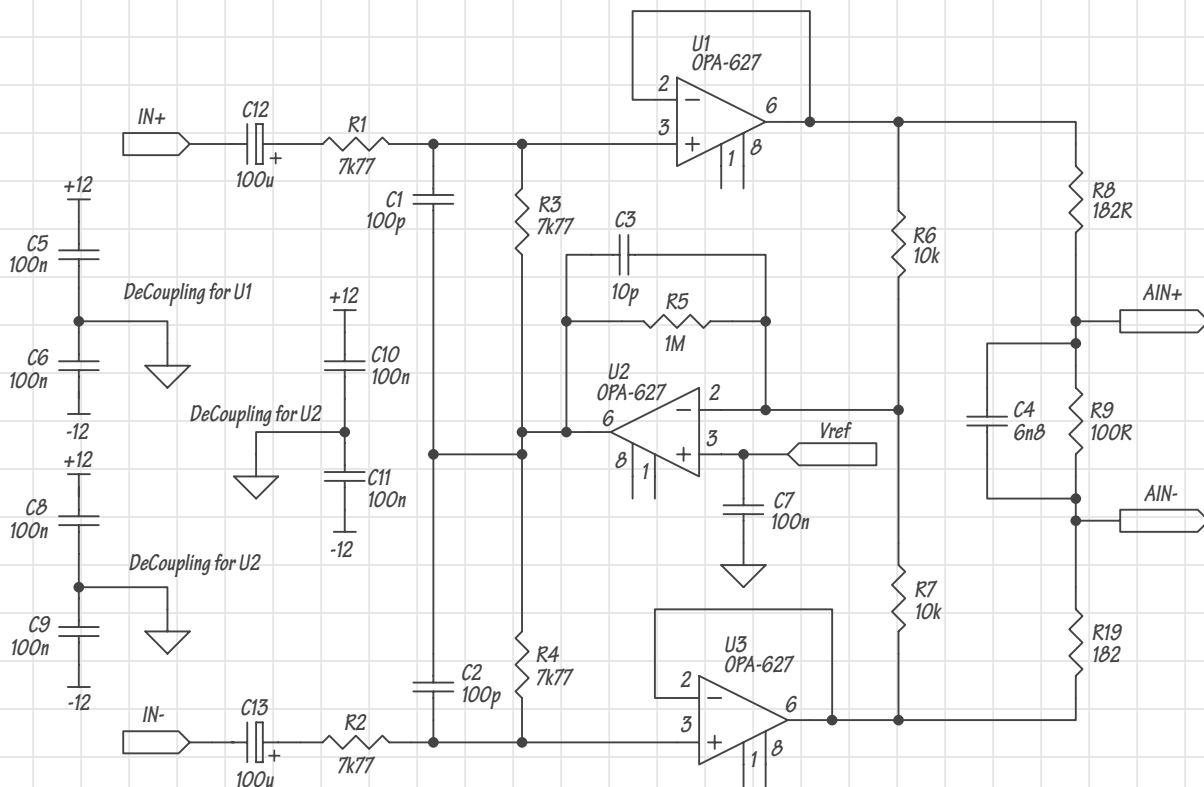 U1
OPA-627
2
6
3
1
8
IN+
C12
100u
+
R1
7k77
C1
100p
R3
7k77
R8
182R
R6
10k
+12
C5
100n
DeCoupling for U1
C6
100n
-12
C3
10p
R5
1M
AIN+
+12
C10
100n
DeCoupling for U2
C11
100n
-12
U2
OPA-627
6
2
3
8
1
Vref
C7
100n
C4
6n8
R9
100R
AIN-
+12
C8
100n
DeCoupling for U2
C9
100n
-12
R7
10k
R4
7k77
C2
100p
U3
OPA-627
2
6
3
1
8
R19
182
IN-
C13
100u
+
R2
7k77